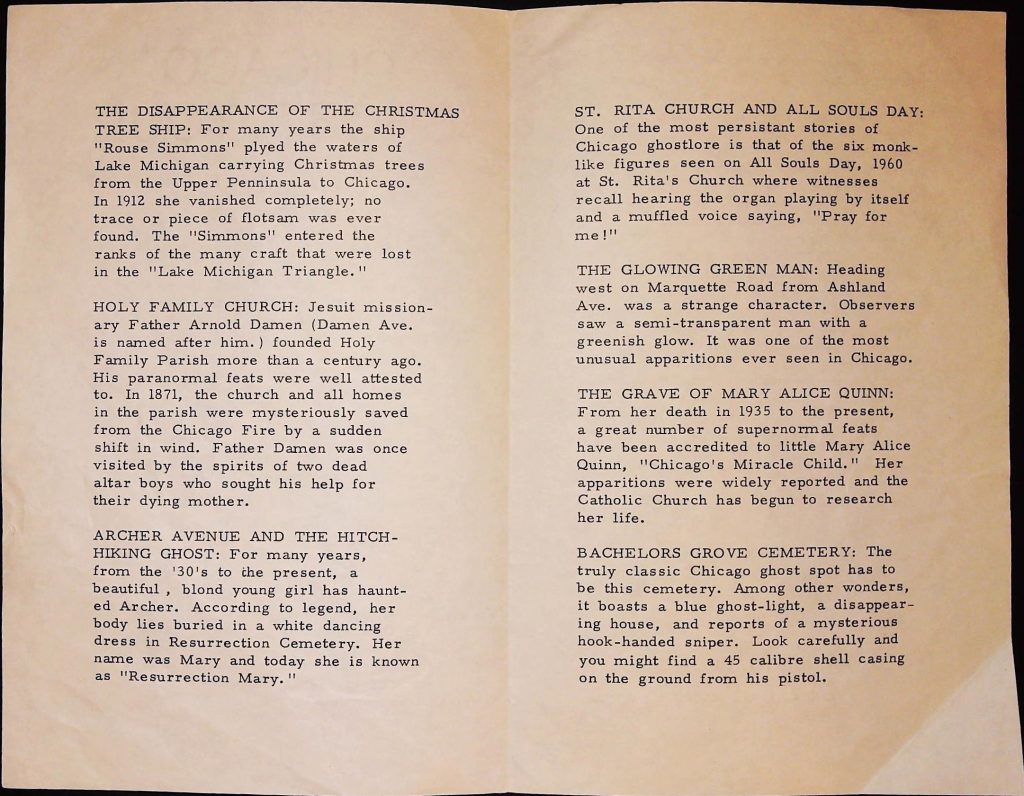 THE DISAPPEARANCE OF THE CHRISTMAS
TREE SHIP: For many years the ship
"Rouse Simmons" plyed the waters of
Lake Michigan carrying Christmas trees
from the Upper Penninsula to Chicago.
In 1912 she vanished completely; no
trace or piece of flotsam was ever
found. The "Simmons" entered the
ranks of the many craft that were lost
in the "Lake Michigan Triangle."

HOLY FAMILY CHURCH: Jesuit mission-
ary Father Arnold Damen (Damen Ave.
is named after him.) founded Holy
Family Parish more than a century ago.
His paranormal feats were well attested
to. In 1871, the church and all homes
in the parish were mysteriously saved
from the Chicago Fire by a sudden
shift in wind. Father Damen was once
visited by the spirits of two dead
altar boys who sought his help for
their dying mother.

ARCHER AVENUE AND THE HITCH-
HIKING GHOST: For many years,
from the '30's to the present, a
beautiful , blond young girl has haunt-
ed Archer. According to legend, her
body lies buried in a white dancing
dress in Resurrection Cemetery. Her
name was Mary and today she is known
as "Resurrection Mary."

ST. RITA CHURCH AND ALL SOULS DAY:
One of the most persistant stories of
Chicago ghostlore is that of the six monk-
like figures seen on All Souls Day, 1960
at St. Rita's Church where witnesses
recall hearing the organ playing by itself
and a muffled voice saying, "Pray for
me!"

THE GLOWING GREEN MAN: Heading
west on Marquette Road from Ashland
Ave. was a strange character. Observers
saw a semi-transparent man with a
greenish glow. It was one of the most
unusual apparitions ever seen in Chicago.

THE GRAVE OF MARY ALICE QUINN:
From her death in 1935 to the present,
a great number of supernormal feats
have been accredited to little Mary Alice
Quinn, "Chicago's Miracle Child." Her
apparitions were widely reported and the
Catholic Church has begun to research
her life.

BACHELORS GROVE CEMETERY: The
truly classic Chicago ghost spot has to
be this cemetery. Among other wonders,
it boasts a blue ghost-light, a disappear-
ing house, and reports of a mysterious
hook-handed sniper. Look carefully and
you might find a 45 calibre shell casing
on the ground from his pistol.